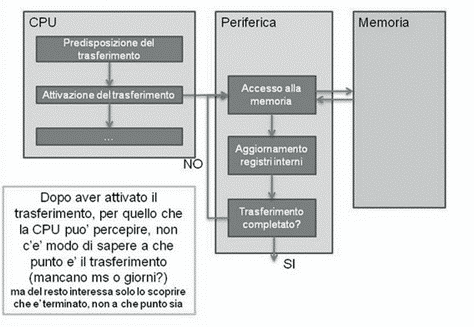 CPU
Periferica
Memoria
Predisposizione del
trasferimento
Attivazione del trasferimento
...
Accesso alla
memoria
Aggiornamento
registri interni
Trasferimento
completato?
NO
SI
Dopo aver attivato il
trasferimento, per quello che
la CPU puo' percepire, non
c'e' modo di sapere a che
punto e' il trasferimento
(mancano ms o giorni?)
ma del resto interessa solo lo scoprire
che e' terminato, non a che punto sia